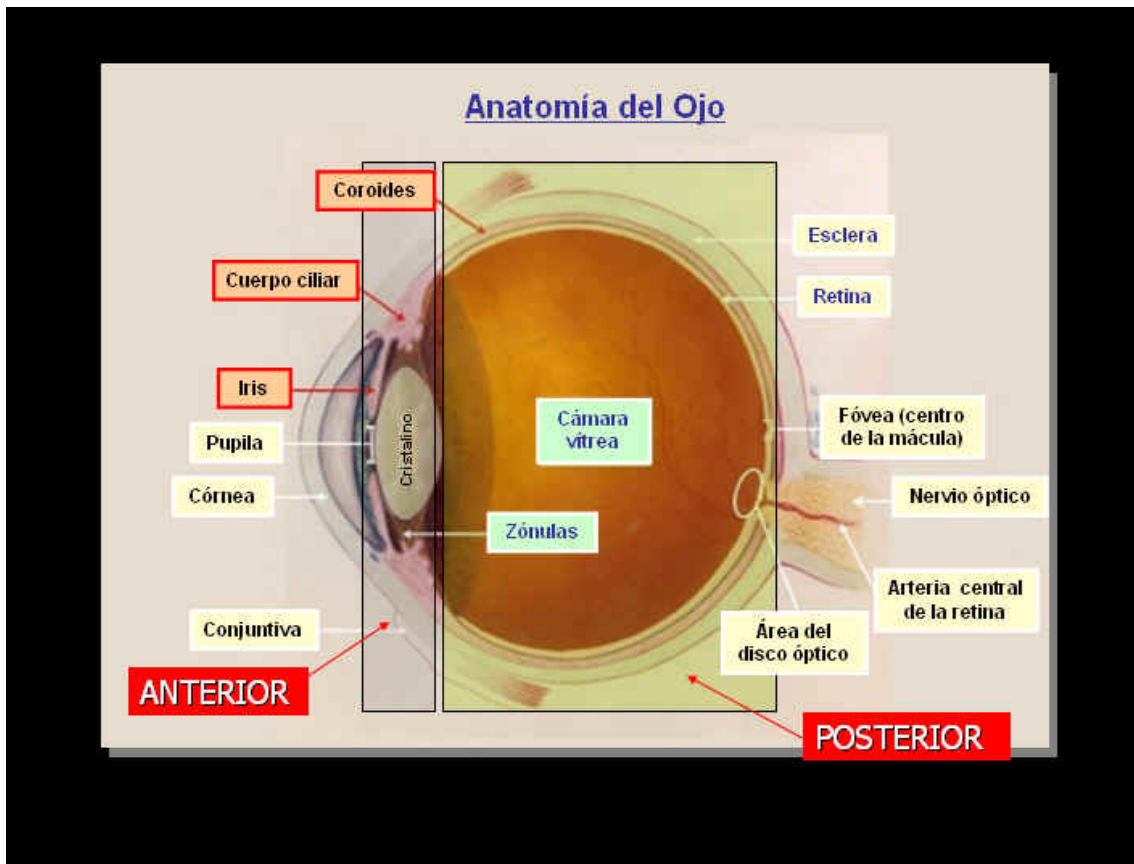 Anatomía del Ojo
Coroides
Esclera
Cuerpo ciliar
Retina
Iris
Cámara
vítrea
Fóvea (centro
de la mácula)
Pupila
Cristalino
Córnea
Nervio óptico
Zónulas
Arteria central
de la retina
Conjuntiva
Área del
disco óptico
ANTERIOR
POSTERIOR